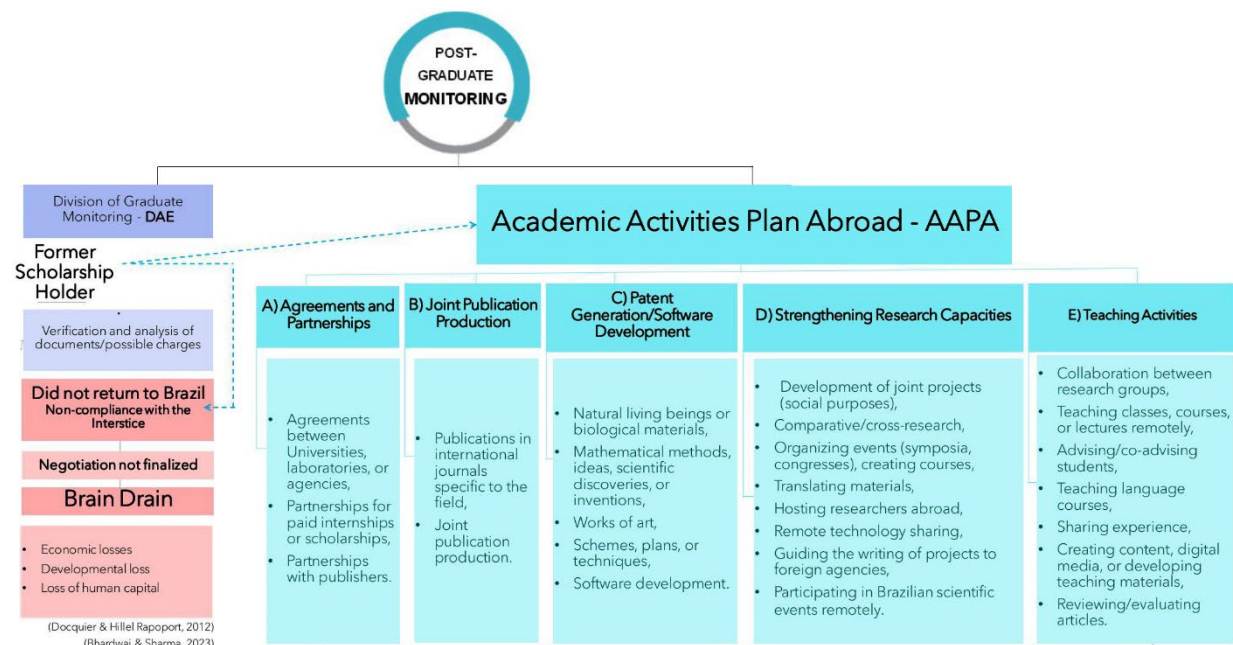 POST-
GRADUATE
MONITORING
Division of Graduate
Monitoring - DAE
Former
Scholarship
Holder
Verification and analysis of
documents/possible charges
Did not return to Brazil
Non-compliance with the
Interstice
Negotiation not finalized
Brain Drain
• Economic losses
• Developmental loss
• Loss of human capital
(Docquier & Hillel Rapoport, 2012)
(Bhardwaj & Sharma, 2023)
Academic Activities Plan Abroad - AAPA
A) Agreements and
Partnerships
• Agreements
between
Universities,
laboratories, or
agencies,
• Partnerships for
paid internships
or scholarships,
• Partnerships
with publishers.
B) Joint Publication
Production
• Publications in
international
journals
specific to the
field,
• Joint
publication
production.
C) Patent
Generation/Software
Development
• Natural living beings or
biological materials,
• Mathematical methods,
ideas, scientific
discoveries, or
inventions,
• Works of art,
• Schemes, plans, or
techniques,
• Software development.
D) Strengthening Research Capacities
• Development of joint projects
(social purposes),
• Comparative/cross-research,
• Organizing events (symposia,
congresses), creating courses,
• Translating materials,
• Hosting researchers abroad,
• Remote technology sharing,
• Guiding the writing of projects to
foreign agencies,
• Participating in Brazilian scientific
events remotely.
E) Teaching Activities
• Collaboration between
research groups,
• Teaching classes, courses,
or lectures remotely,
• Advising/co-advising
students,
• Teaching language
courses,
• Sharing experience,
• Creating content, digital
media, or developing
teaching materials,
• Reviewing/evaluating
articles.